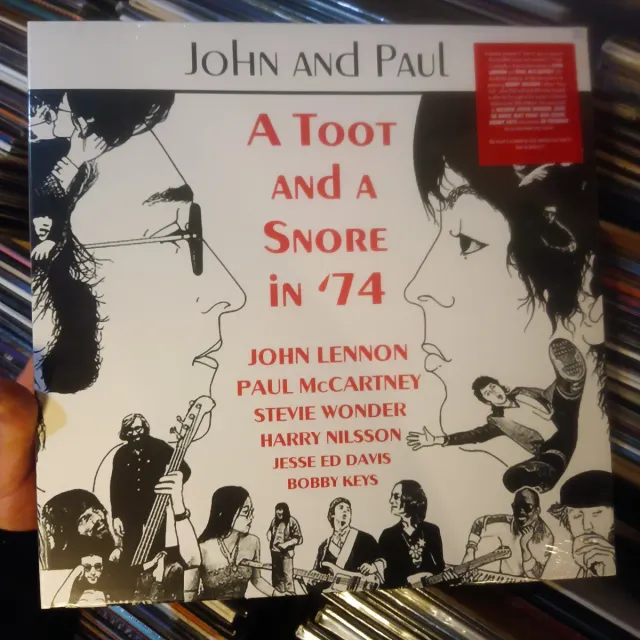 JOHN AND PAUL
A TOOT
AND A
SNORE
IN '74
JOHN LENNON
PAUL McCARTNEY
STEVIE WONDER
HARRY NILSSON
JESSE ED DAVIS
BOBBY KEYS